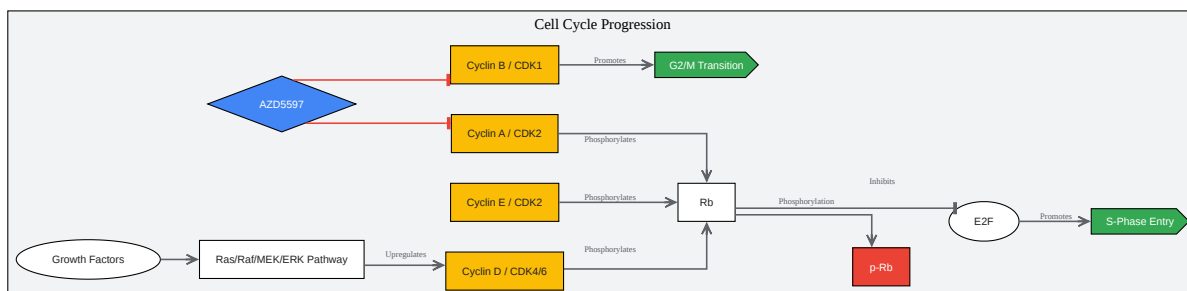 Cell Cycle Progression
Cyclin B / CDK1
Promotes
G2/M Transition
AZD5597
Cyclin A / CDK2
Phosphorylates
Inhibits
Cyclin E / CDK2
Phosphorylates
Rb
Phosphorylation
E2F
Promotes
S-Phase Entry
Growth Factors
Ras/Raf/MEK/ERK Pathway
Upregulates
Cyclin D / CDK4/6
Phosphorylates
p-Rb